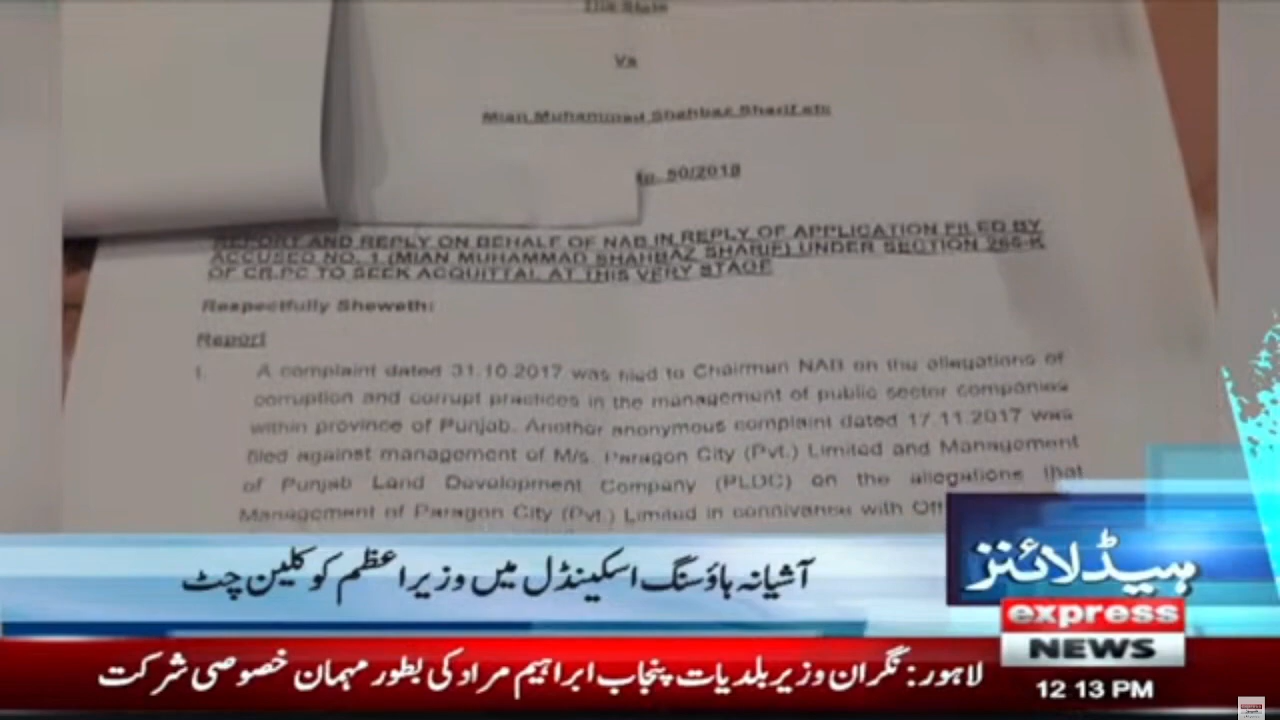 The State
Vs
Mian Muhammad Shahbaz Sharif etc
50/2018
REPORT AND REPLY ON BEHALF OF NAB IN REPLY OF APPLICATION FILED BY
ACCUSED NO. 1 (MIAN MUHAMMAD SHAHBAZ SHARIF) UNDER SECTION 265-K
OF CR.PC TO SEEK ACQUITTAL AT THIS VERY STAGE
Respectfully Sheweth:
Report
1. A complaint dated 31.10.2017 was filed to Chairman NAB on the allegations of
corruption and corrupt practices in the management of public sector companies
within province of Punjab. Another anonymous complaint dated 17.11.2017 was
filed against management of M/s. Paragon City (Pvt.) Limited and Management
of Punjab Land Development Company (PLDC) on the allegations that
Management of Paragon City (Pvt.) Limited in connivance with Off
آشیانہ ہاؤسنگ اسکینڈل میں وزیراعظم کو کلین چٹ
ہیڈلائنز
express
NEWS
لاہور: نگران وزیر بلدیات پنجاب ابراہیم مراد کی بطور مہمان خصوصی شرکت
12:13 PM